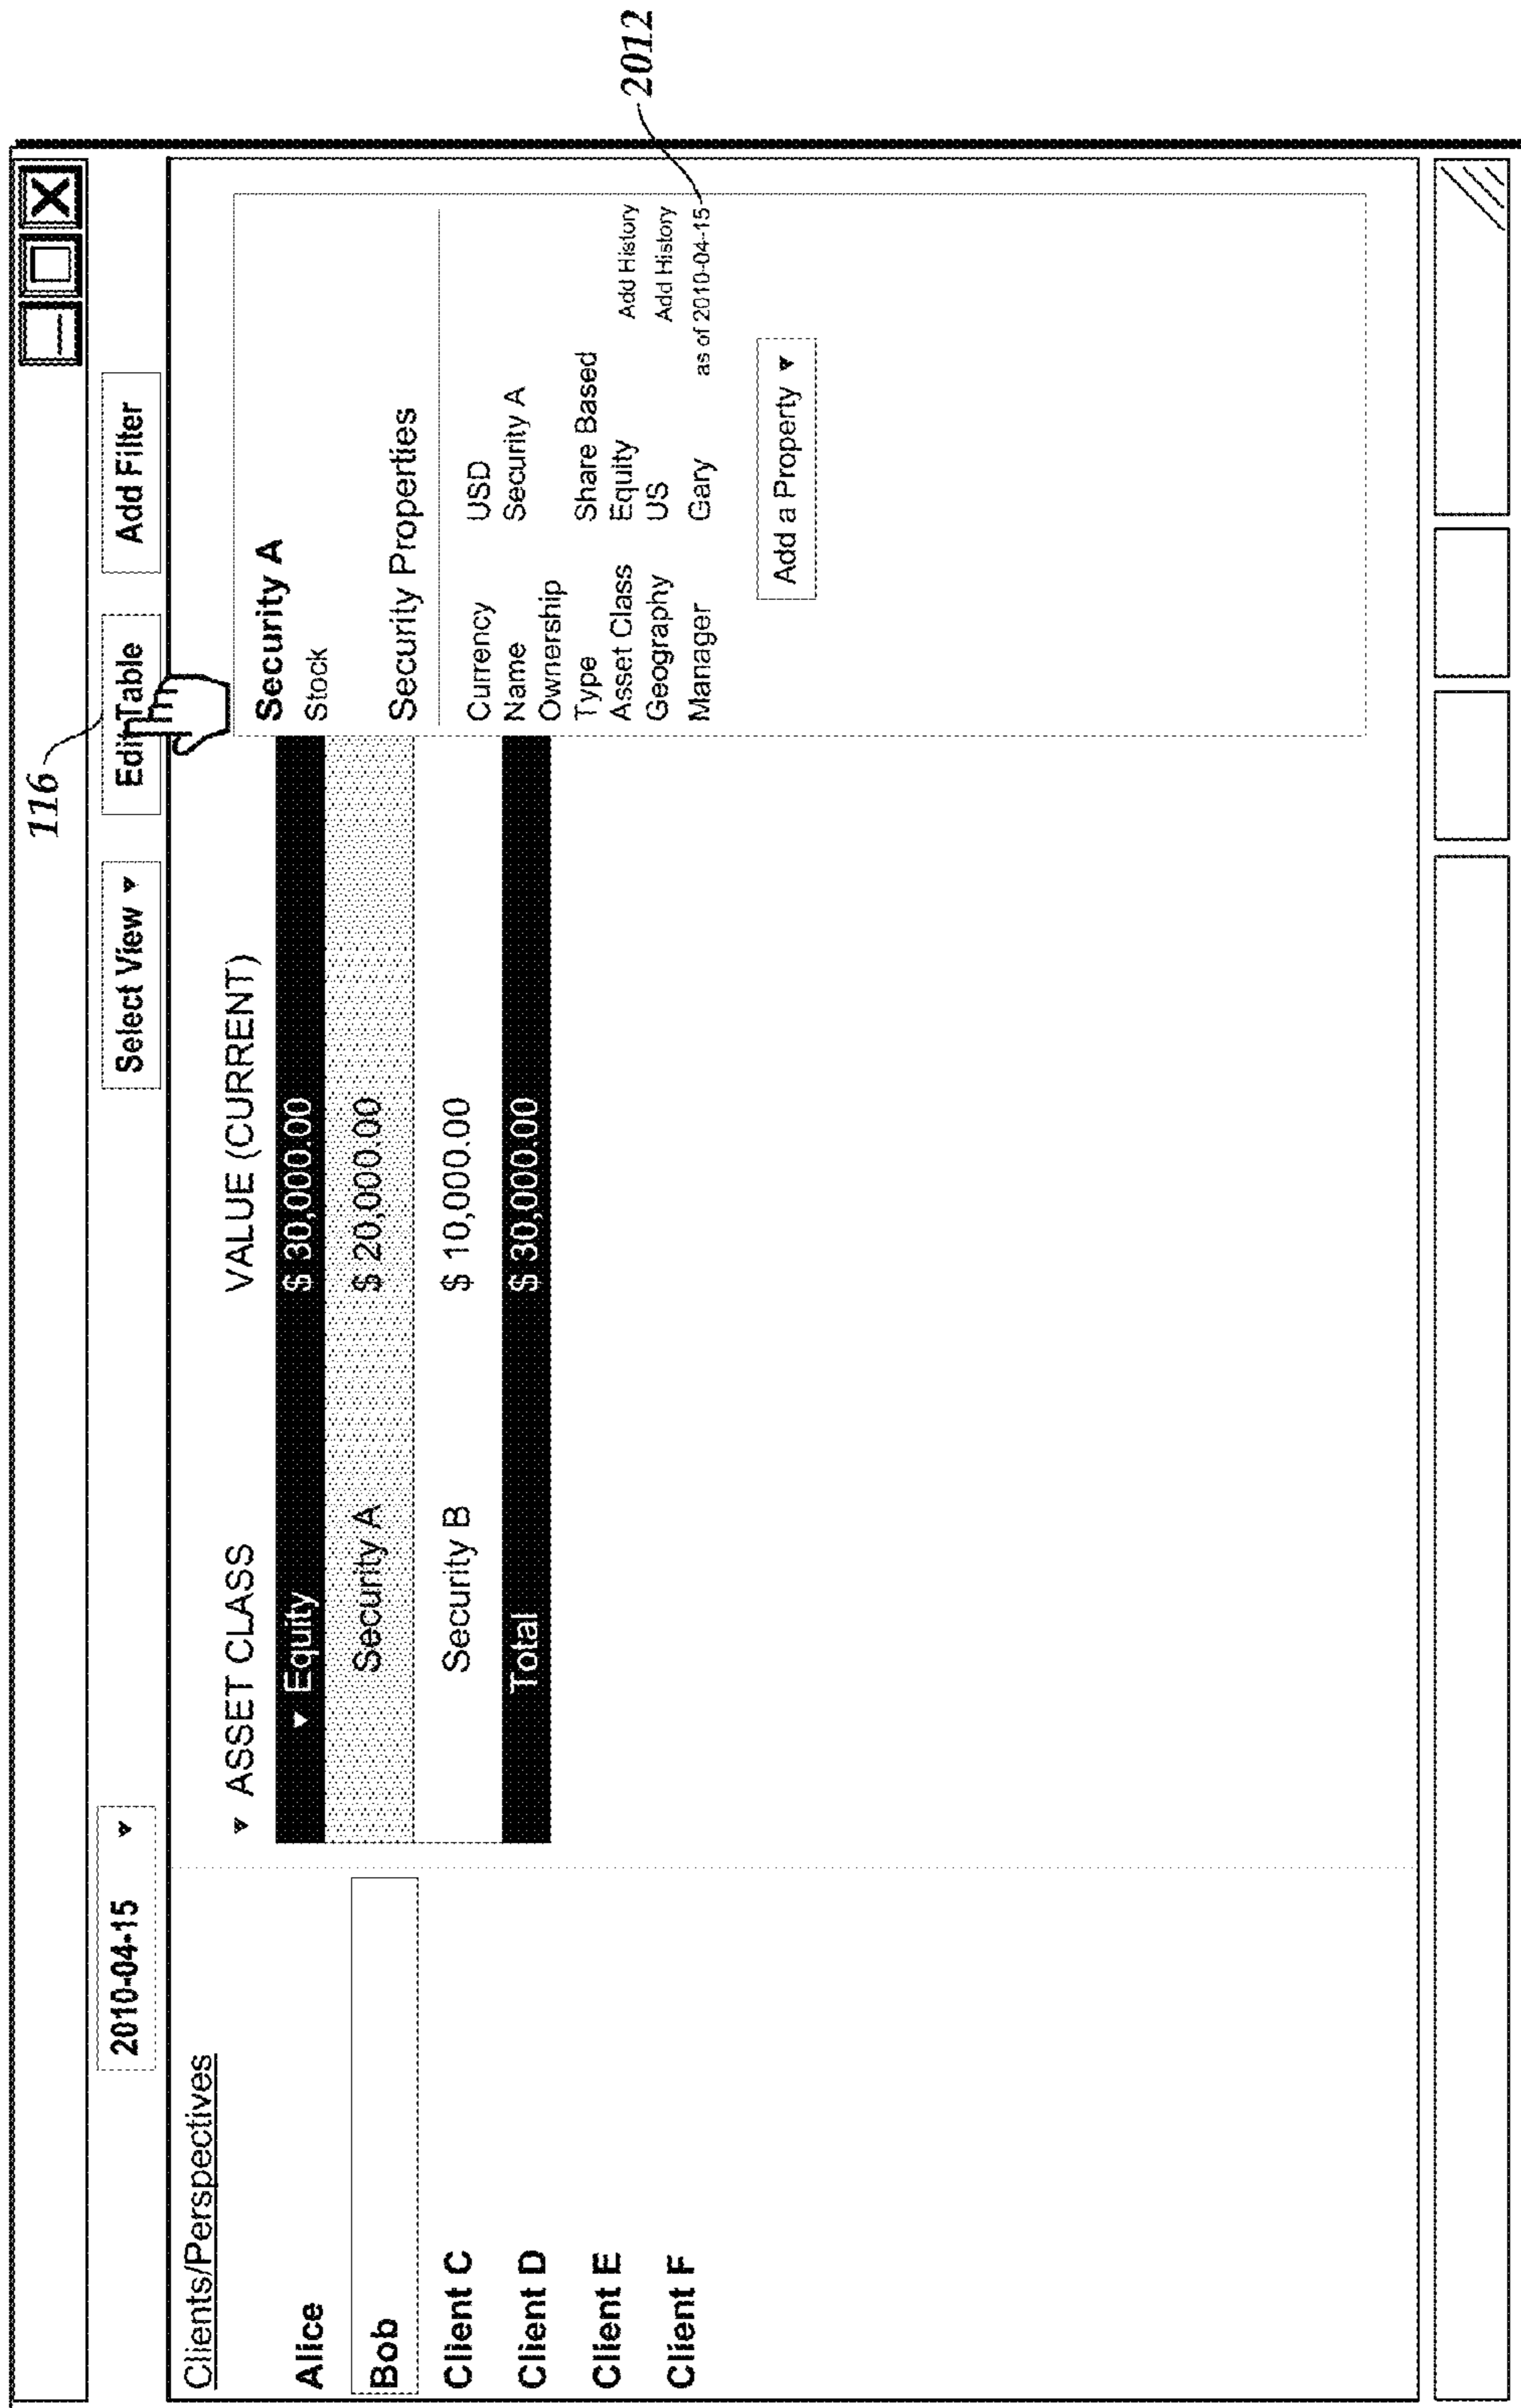 116
2010-04-15
Select View
Edit Table
Add Filter
Clients/Perspectives
Alice
Bob
Client C
Client D
Client E
Client F
ASSET CLASS VALUE (CURRENT)
Equity $ 30,000.00
Security A $ 20,000.00
Security B $ 10,000.00
Total $ 30,000.00
Security A
Stock
Security Properties
Currency USD
Name Security A
Ownership
Type Share Based
Asset Class Equity Add History
Geography US Add History
Manager Gary as of 2010-04-15
Add a Property
2012